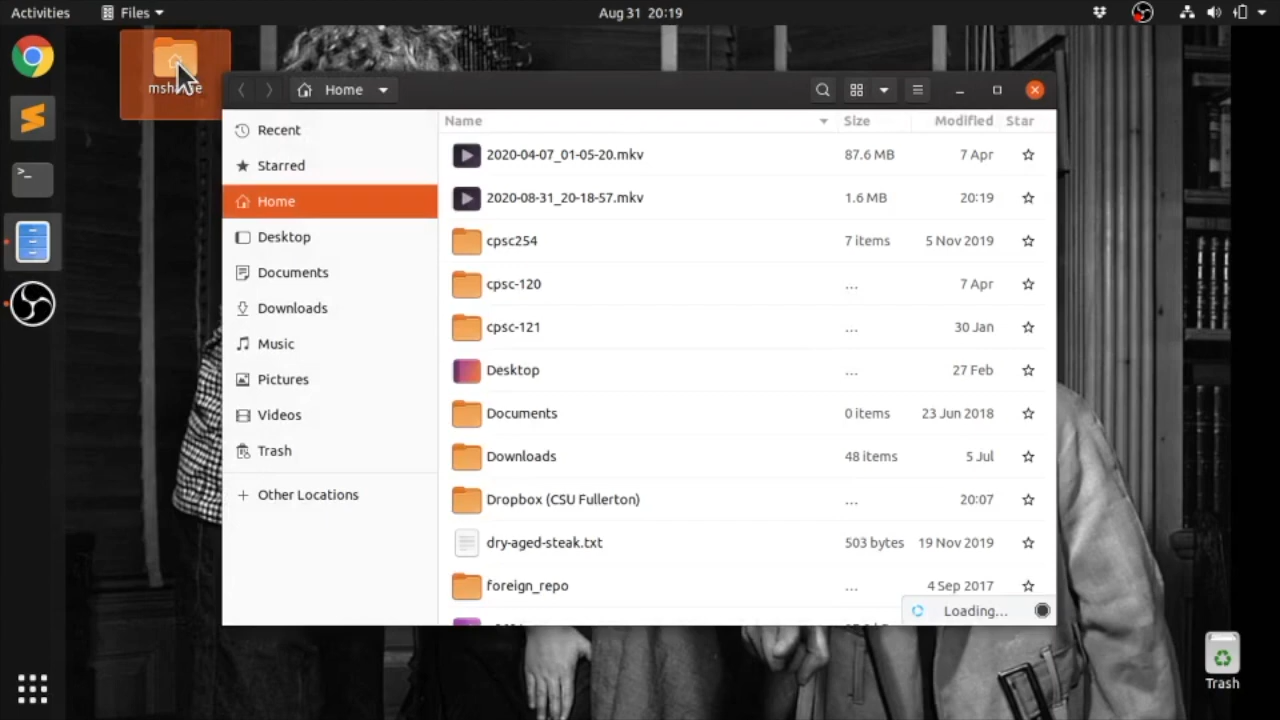 Activities Files Aug 31 20:19
Home
Name Size Modified Star
Recent
Starred
Home
Desktop
Documents
Downloads
Music
Pictures
Videos
Trash
+ Other Locations
2020-04-07_01-05-20.mkv 87.6 MB 7 Apr
2020-08-31_20-18-57.mkv 1.6 MB 20:19
cpsc254 7 items 5 Nov 2019
cpsc-120 ... 7 Apr
cpsc-121 ... 30 Jan
Desktop ... 27 Feb
Documents 0 items 23 Jun 2018
Downloads 48 items 5 Jul
Dropbox (CSU Fullerton) ... 20:07
dry-aged-steak.txt 503 bytes 19 Nov 2019
foreign_repo ... 4 Sep 2017
Loading...
Trash